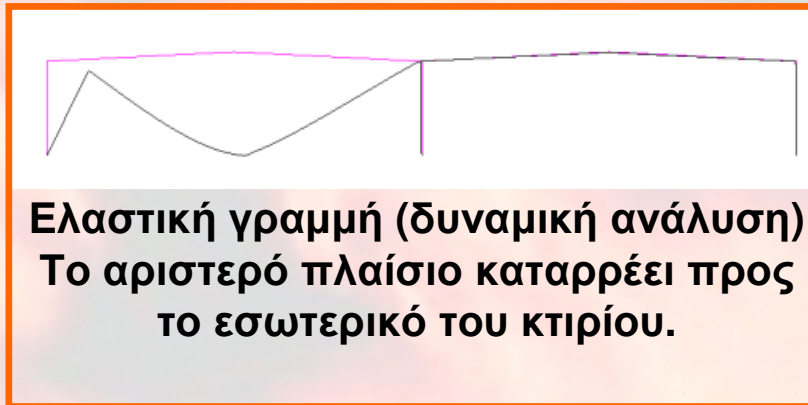 Ελαστική γραμμή (δυναμική ανάλυση)
Το αριστερό πλαίσιο καταρρέει προς
το εσωτερικό του κτιρίου.